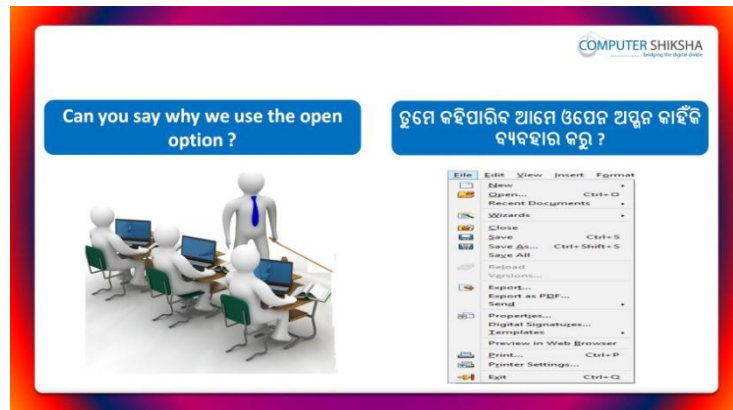 COMPUTER SHIKSHA
bridging the digital divide
Can you say why we use the open
option ?
ତୁମେ କହିପାରିବ ଆମେ ଓପେନ ଅପ୍ସନ କାହିଁକି
ବ୍ୟବହାର କରୁ ?
File Edit View Insert Format
New
Open... Ctrl+O
Recent Documents
Wizards
Close
Save Ctrl+S
Save As... Ctrl+Shift+S
Save All
Reload
Versions...
Export...
Export as PDF...
Send
Properties...
Digital Signatures...
Templates
Preview in Web Browser
Print... Ctrl+P
Printer Settings...
Exit Ctrl+Q